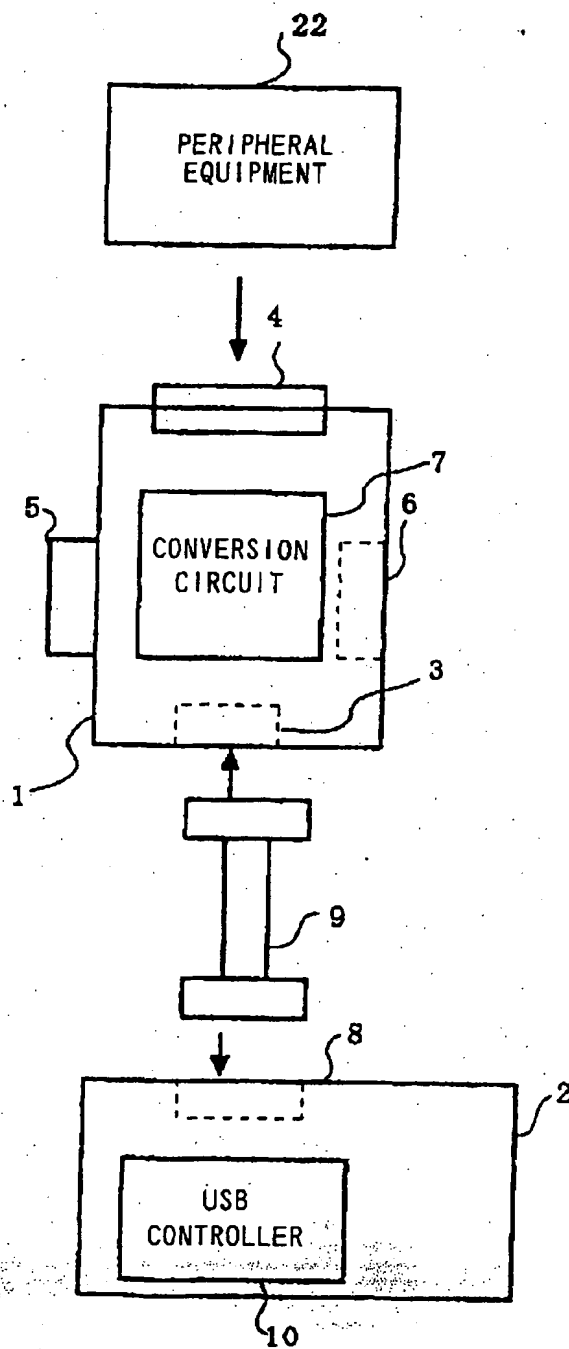 22
PERIPHERAL
EQUIPMENT
4
7
5
6
CONVERSION
CIRCUIT
3
1
9
8
2
USB
CONTROLLER
10